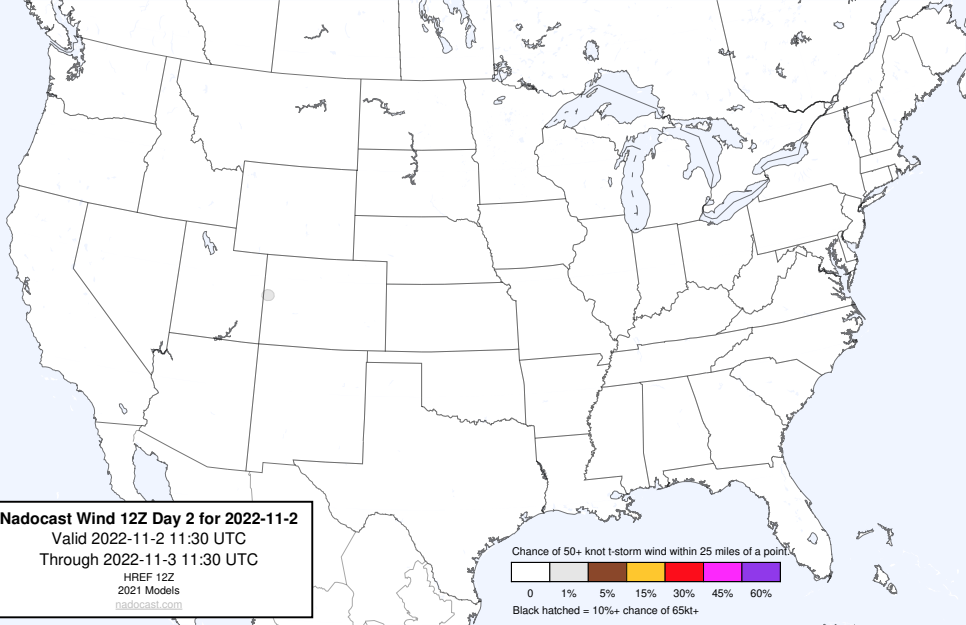 Nadocast Wind 12Z Day 2 for 2022-11-2
Valid 2022-11-2 11:30 UTC
Through 2022-11-3 11:30 UTC
HREF 12Z
2021 Models
nadocast.com
Chance of 50+ knot t-storm wind within 25 miles of a point.
0 1% 5% 15% 30% 45% 60%
Black hatched = 10%+ chance of 65kt+